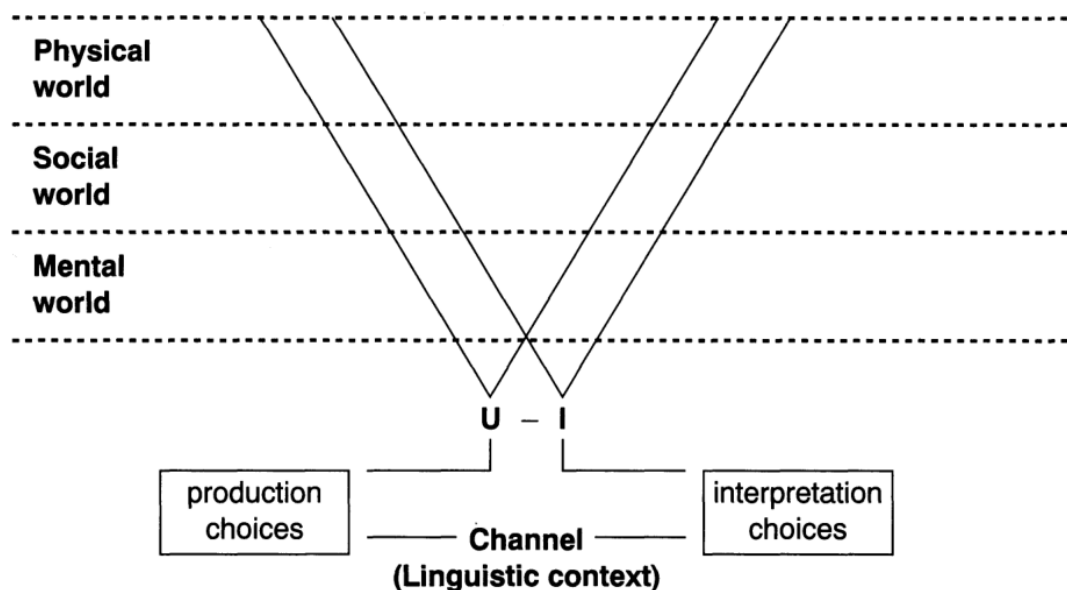 Physical
world
Social
world
Mental
world
U – I
production
choices
interpretation
choices
Channel
(Linguistic context)